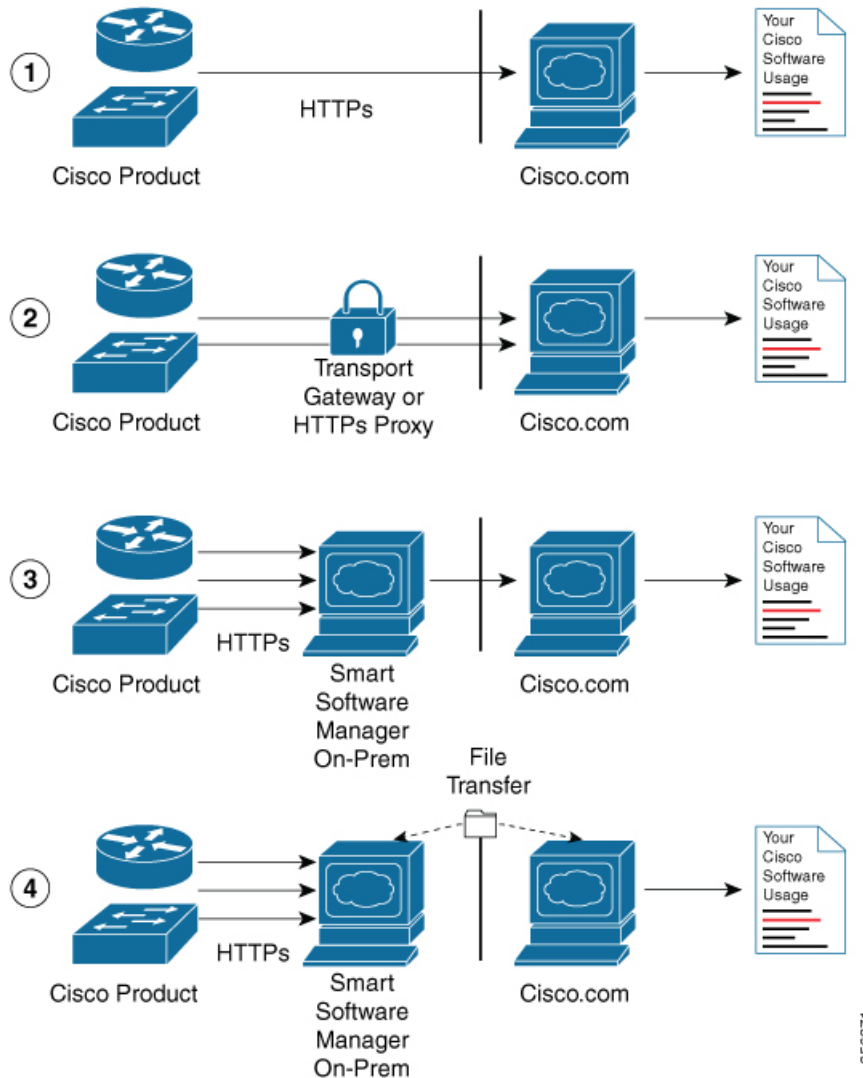 1
HTTPs
Cisco Product
Cisco.com
Your
Cisco
Software
Usage
2
Transport
Gateway or
HTTPs Proxy
Cisco Product
Cisco.com
Your
Cisco
Software
Usage
3
HTTPs
Cisco Product
Smart
Software
Manager
On-Prem
Cisco.com
Your
Cisco
Software
Usage
File
Transfer
4
HTTPs
Cisco Product
Smart
Software
Manager
On-Prem
Cisco.com
Your
Cisco
Software
Usage